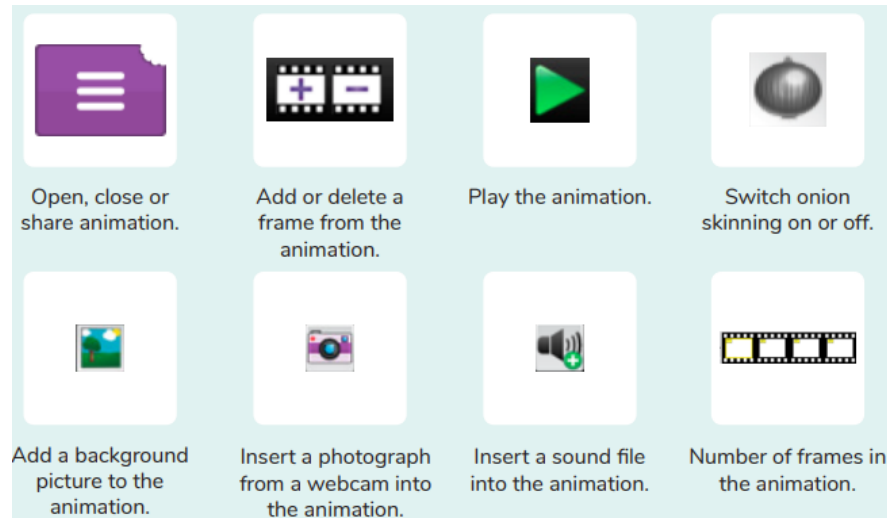 Open, close or
share animation.
Add or delete a
frame from the
animation.
Play the animation.
Switch onion
skinning on or off.
Add a background
picture to the
animation.
Insert a photograph
from a webcam into
the animation.
Insert a sound file
into the animation.
Number of frames in
the animation.